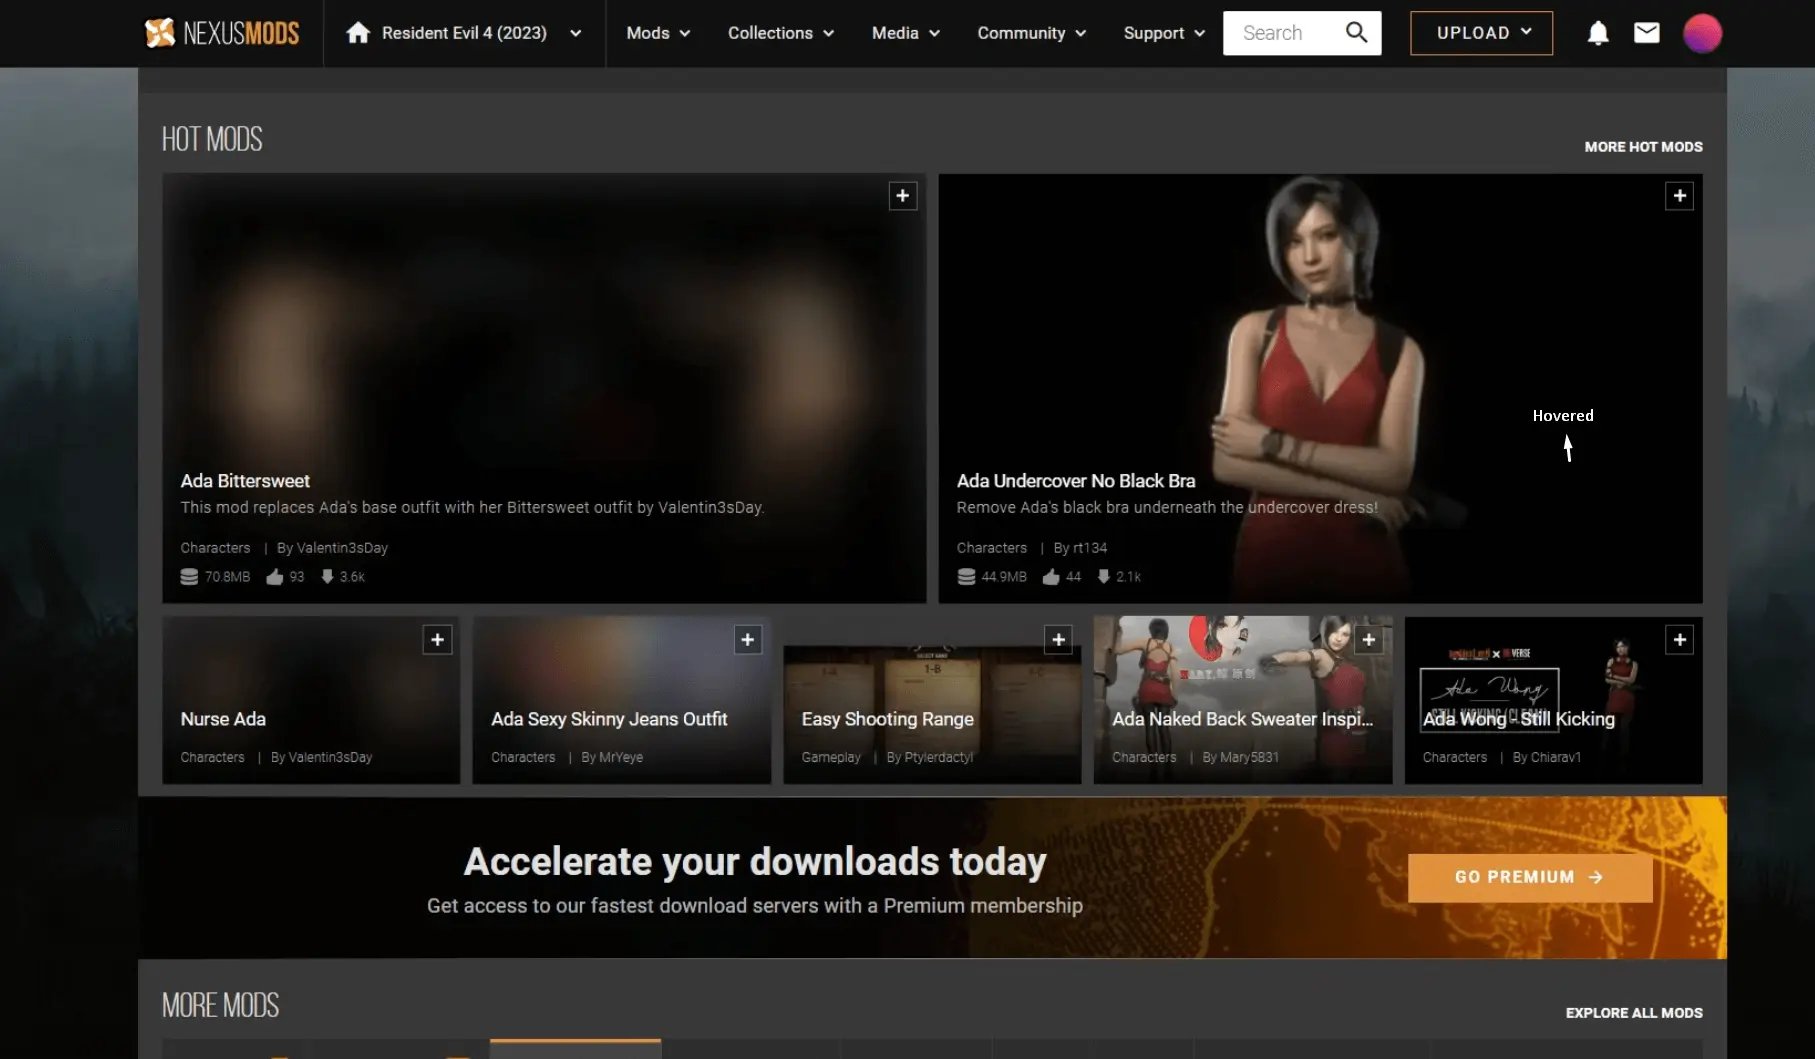 NEXUSMODS
Resident Evil 4 (2023)
Mods
Collections
Media
Community
Support
Search
UPLOAD
HOT MODS
MORE HOT MODS
Ada Bittersweet
This mod replaces Ada's base outfit with her Bittersweet outfit by Valentin3sDay.
Characters | By Valentin3sDay
70.8MB 93 3.6k
Hovered
Ada Undercover No Black Bra
Remove Ada's black bra underneath the undercover dress!
Characters | By rt134
44.9MB 44 2.1k
Nurse Ada
Characters | By Valentin3sDay
Ada Sexy Skinny Jeans Outfit
Characters | By MrYeye
1-B
Easy Shooting Range
Gameplay | By Ptylerdactyl
Ada Naked Back Sweater Inspi...
Characters | By Mary5831
VERSE
Ada Wong
Ada Wong - Still Kicking
Characters | By Chiarav1
Accelerate your downloads today
Get access to our fastest download servers with a Premium membership
GO PREMIUM
MORE MODS
EXPLORE ALL MODS